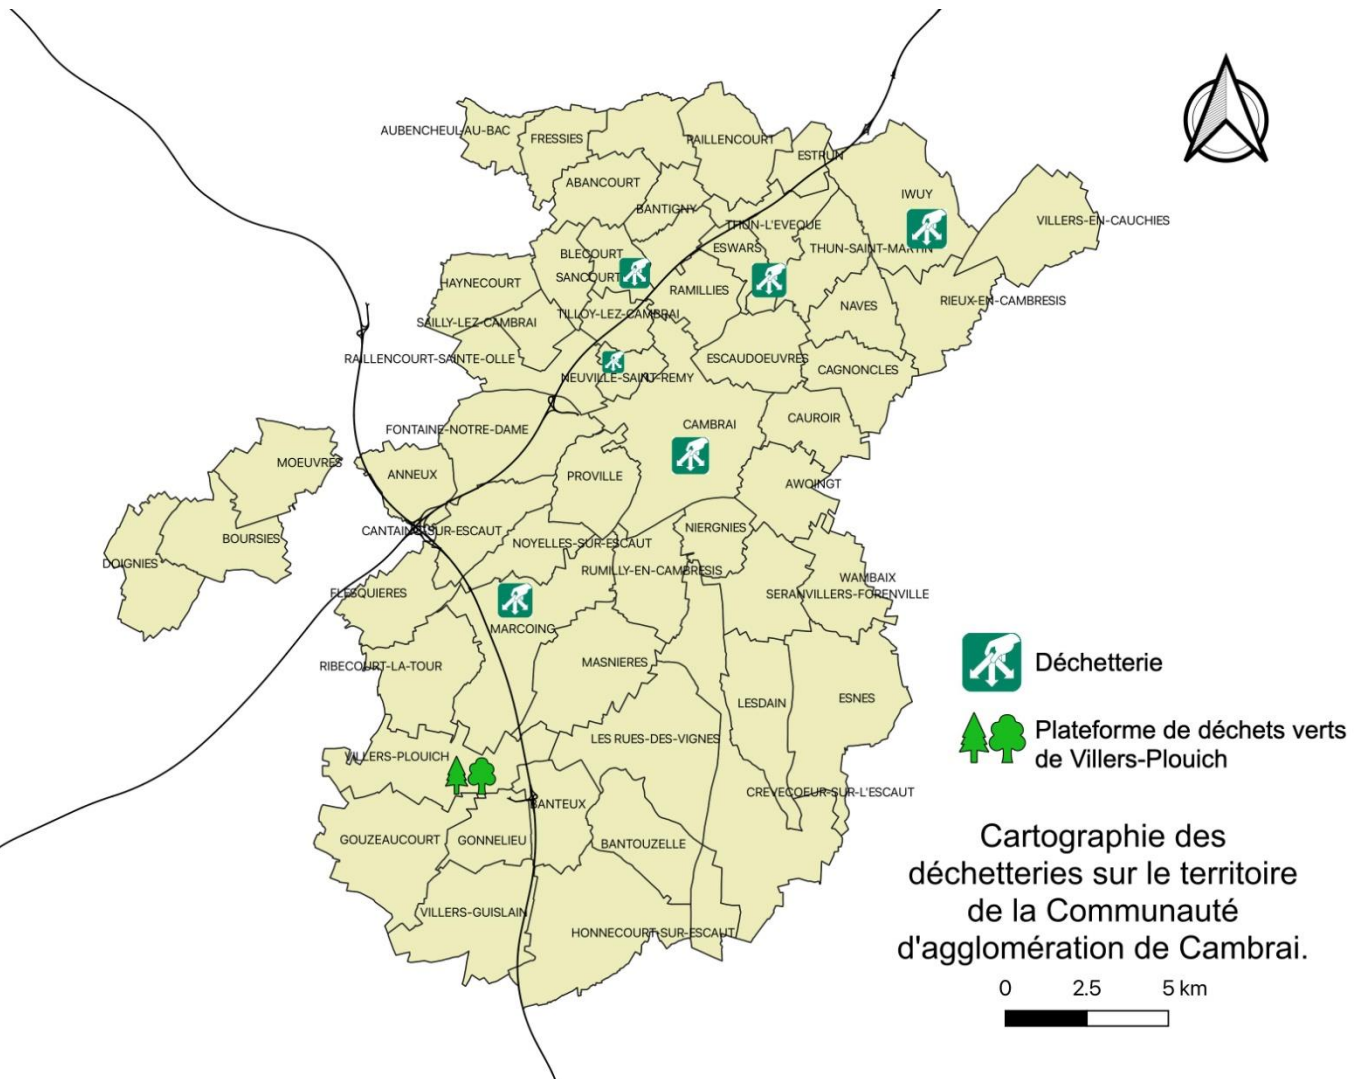 AUBENCHEUL-AU-BAC
FRESSIES
PAILLENCOURT
ESTRUN
ABANCOURT
IWUY
BANTIGNY
VILLERS-EN-CAUCHIES
THUN-L'EVEQUE
BLECOURT
ESWARS
THUN-SAINT-MARTIN
HAYNECOURT
SANCOURT
RAMILLIES
RIEUX-EN-CAMBRESIS
NAVES
TILLOY-LEZ-CAMBRAI
SAILLY-LEZ-CAMBRAI
RAILLENCOURT-SAINTE-OLLE
ESCAUDOEUVRES
CAGNONCLES
NEUVILLE-SAINT-REMY
CAUROIR
FONTAINE-NOTRE-DAME
CAMBRAI
MOEUVRES
ANNEUX
PROVILLE
AWOINGT
CANTAING-SUR-ESCAUT
NIERGNIES
BOURSIES
NOYELLES-SUR-ESCAUT
DOIGNIES
RUMILLY-EN-CAMBRESIS
WAMBAIX
FLESQUIERES
SERANVILLERS-FORENVILLE
MARCOING
RIBECOURT-LA-TOUR
MASNIERES
Déchetterie
LESDAIN
ESNES
LES RUES-DES-VIGNES
Plateforme de déchets verts
de Villers-Plouich
VILLERS-PLOUICH
CREVECOEUR-SUR-L'ESCAUT
BANTEUX
GOUZEAUCOURT
GONNELIEU
BANTOUZELLE
Cartographie des
déchetteries sur le territoire
de la Communauté
d'agglomération de Cambrai.
VILLERS-GUISLAIN
HONNECOURT-SUR-ESCAUT
0 2.5 5 km